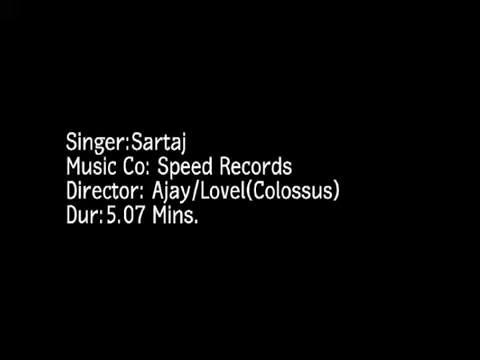 Singer:Sartaj
Music Co: Speed Records
Director: Ajay/Lovel(Colossus)
Dur:5.07 Mins.